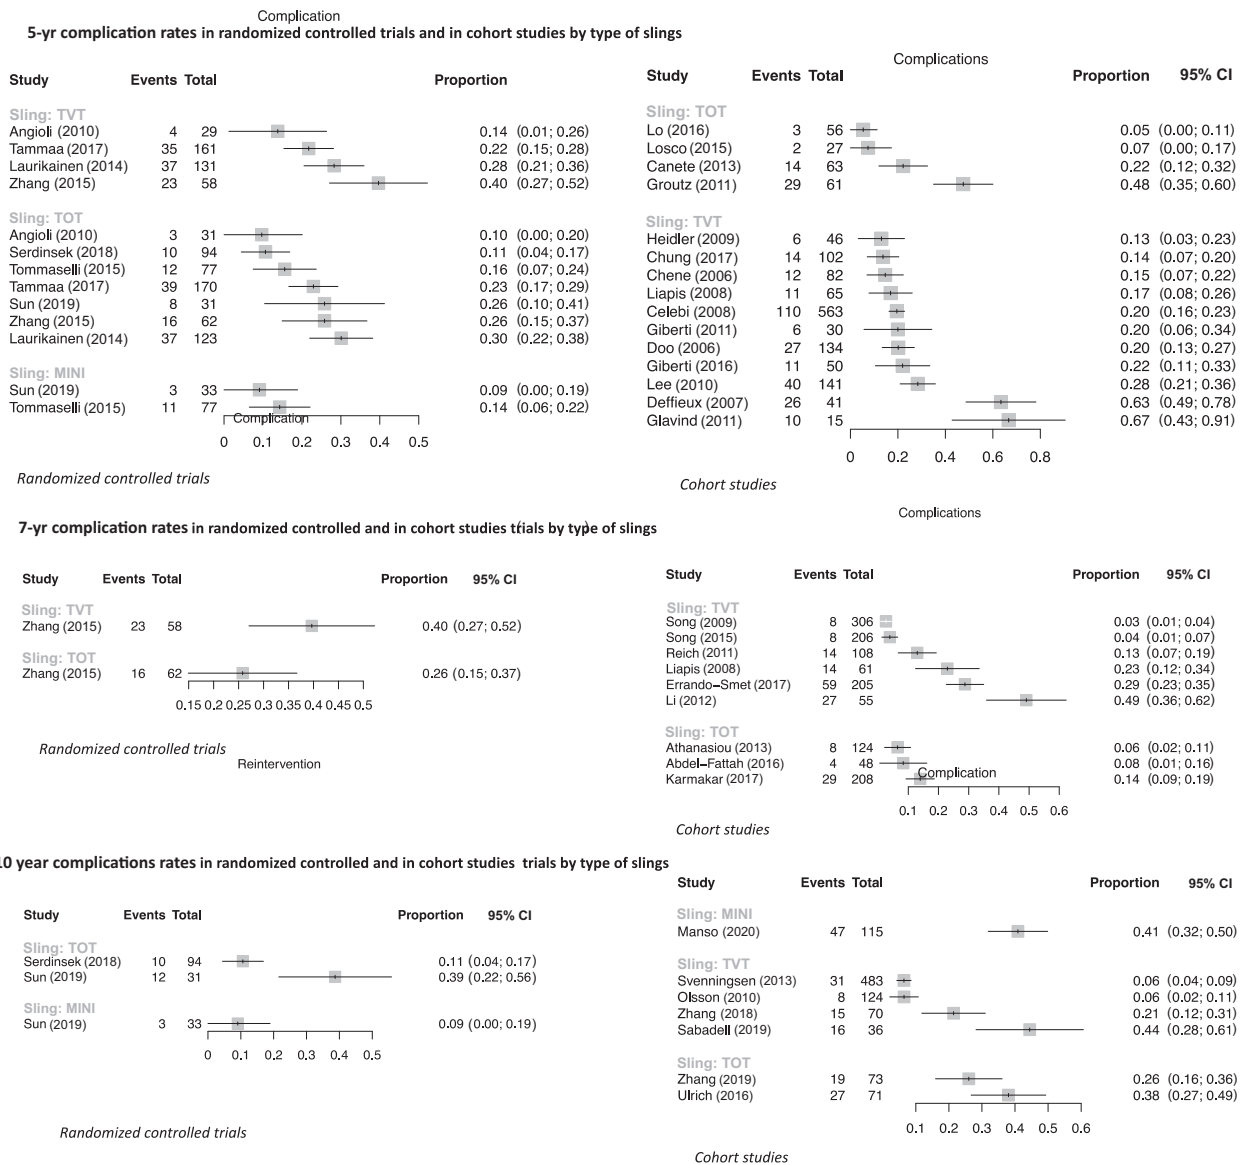 Complication
5-yr complication rates in randomized controlled trials and in cohort studies by type of slings
Study Events Total Proportion
Sling: TVT
Angioli (2010) 4 29 0.14 (0.01; 0.26)
Tammaa (2017) 35 161 0.22 (0.15; 0.28)
Laurikainen (2014) 37 131 0.28 (0.21; 0.36)
Zhang (2015) 23 58 0.40 (0.27; 0.52)
Sling: TOT
Angioli (2010) 3 31 0.10 (0.00; 0.20)
Serdinsek (2018) 10 94 0.11 (0.04; 0.17)
Tommaselli (2015) 12 77 0.16 (0.07; 0.24)
Tammaa (2017) 39 170 0.23 (0.17; 0.29)
Sun (2019) 8 31 0.26 (0.10; 0.41)
Zhang (2015) 16 62 0.26 (0.15; 0.37)
Laurikainen (2014) 37 123 0.30 (0.22; 0.38)
Sling: MINI
Sun (2019) 3 33 0.09 (0.00; 0.19)
Tommaselli (2015) 11 77 0.14 (0.06; 0.22)
Complication
0 0.1 0.2 0.3 0.4 0.5
Randomized controlled trials
Complications
Study Events Total Proportion 95% CI
Sling: TOT
Lo (2016) 3 56 0.05 (0.00; 0.11)
Losco (2015) 2 27 0.07 (0.00; 0.17)
Canete (2013) 14 63 0.22 (0.12; 0.32)
Groutz (2011) 29 61 0.48 (0.35; 0.60)
Sling: TVT
Heidler (2009) 6 46 0.13 (0.03; 0.23)
Chung (2017) 14 102 0.14 (0.07; 0.20)
Chene (2006) 12 82 0.15 (0.07; 0.22)
Liapis (2008) 11 65 0.17 (0.08; 0.26)
Celebi (2008) 110 563 0.20 (0.16; 0.23)
Giberti (2011) 6 30 0.20 (0.06; 0.34)
Doo (2006) 27 134 0.20 (0.13; 0.27)
Giberti (2016) 11 50 0.22 (0.11; 0.33)
Lee (2010) 40 141 0.28 (0.21; 0.36)
Deffieux (2007) 26 41 0.63 (0.49; 0.78)
Glavind (2011) 10 15 0.67 (0.43; 0.91)
0 0.2 0.4 0.6 0.8
Cohort studies
7-yr complication rates in randomized controlled and in cohort studies trials by type of slings
Study Events Total Proportion 95% CI
Sling: TVT
Zhang (2015) 23 58 0.40 (0.27; 0.52)
Sling: TOT
Zhang (2015) 16 62 0.26 (0.15; 0.37)
0.15 0.2 0.25 0.3 0.35 0.4 0.45 0.5
Randomized controlled trials
Reintervention
Complications
Study Events Total Proportion 95% CI
Sling: TVT
Song (2009) 8 306 0.03 (0.01; 0.04)
Song (2015) 8 206 0.04 (0.01; 0.07)
Reich (2011) 14 108 0.13 (0.07; 0.19)
Liapis (2008) 14 61 0.23 (0.12; 0.34)
Errando−Smet (2017) 59 205 0.29 (0.23; 0.35)
Li (2012) 27 55 0.49 (0.36; 0.62)
Sling: TOT
Athanasiou (2013) 8 124 0.06 (0.02; 0.11)
Abdel−Fattah (2016) 4 48 0.08 (0.01; 0.16)
Karmakar (2017) 29 208 0.14 (0.09; 0.19)
Complication
0.1 0.2 0.3 0.4 0.5 0.6
Cohort studies
10 year complications rates in randomized controlled and in cohort studies trials by type of slings
Study Events Total Proportion 95% CI
Sling: TOT
Serdinsek (2018) 10 94 0.11 (0.04; 0.17)
Sun (2019) 12 31 0.39 (0.22; 0.56)
Sling: MINI
Sun (2019) 3 33 0.09 (0.00; 0.19)
0 0.1 0.2 0.3 0.4 0.5
Randomized controlled trials
Study Events Total Proportion 95% CI
Sling: MINI
Manso (2020) 47 115 0.41 (0.32; 0.50)
Sling: TVT
Svenningsen (2013) 31 483 0.06 (0.04; 0.09)
Olsson (2010) 8 124 0.06 (0.02; 0.11)
Zhang (2018) 15 70 0.21 (0.12; 0.31)
Sabadell (2019) 16 36 0.44 (0.28; 0.61)
Sling: TOT
Zhang (2019) 19 73 0.26 (0.16; 0.36)
Ulrich (2016) 27 71 0.38 (0.27; 0.49)
0.1 0.2 0.3 0.4 0.5 0.6
Cohort studies